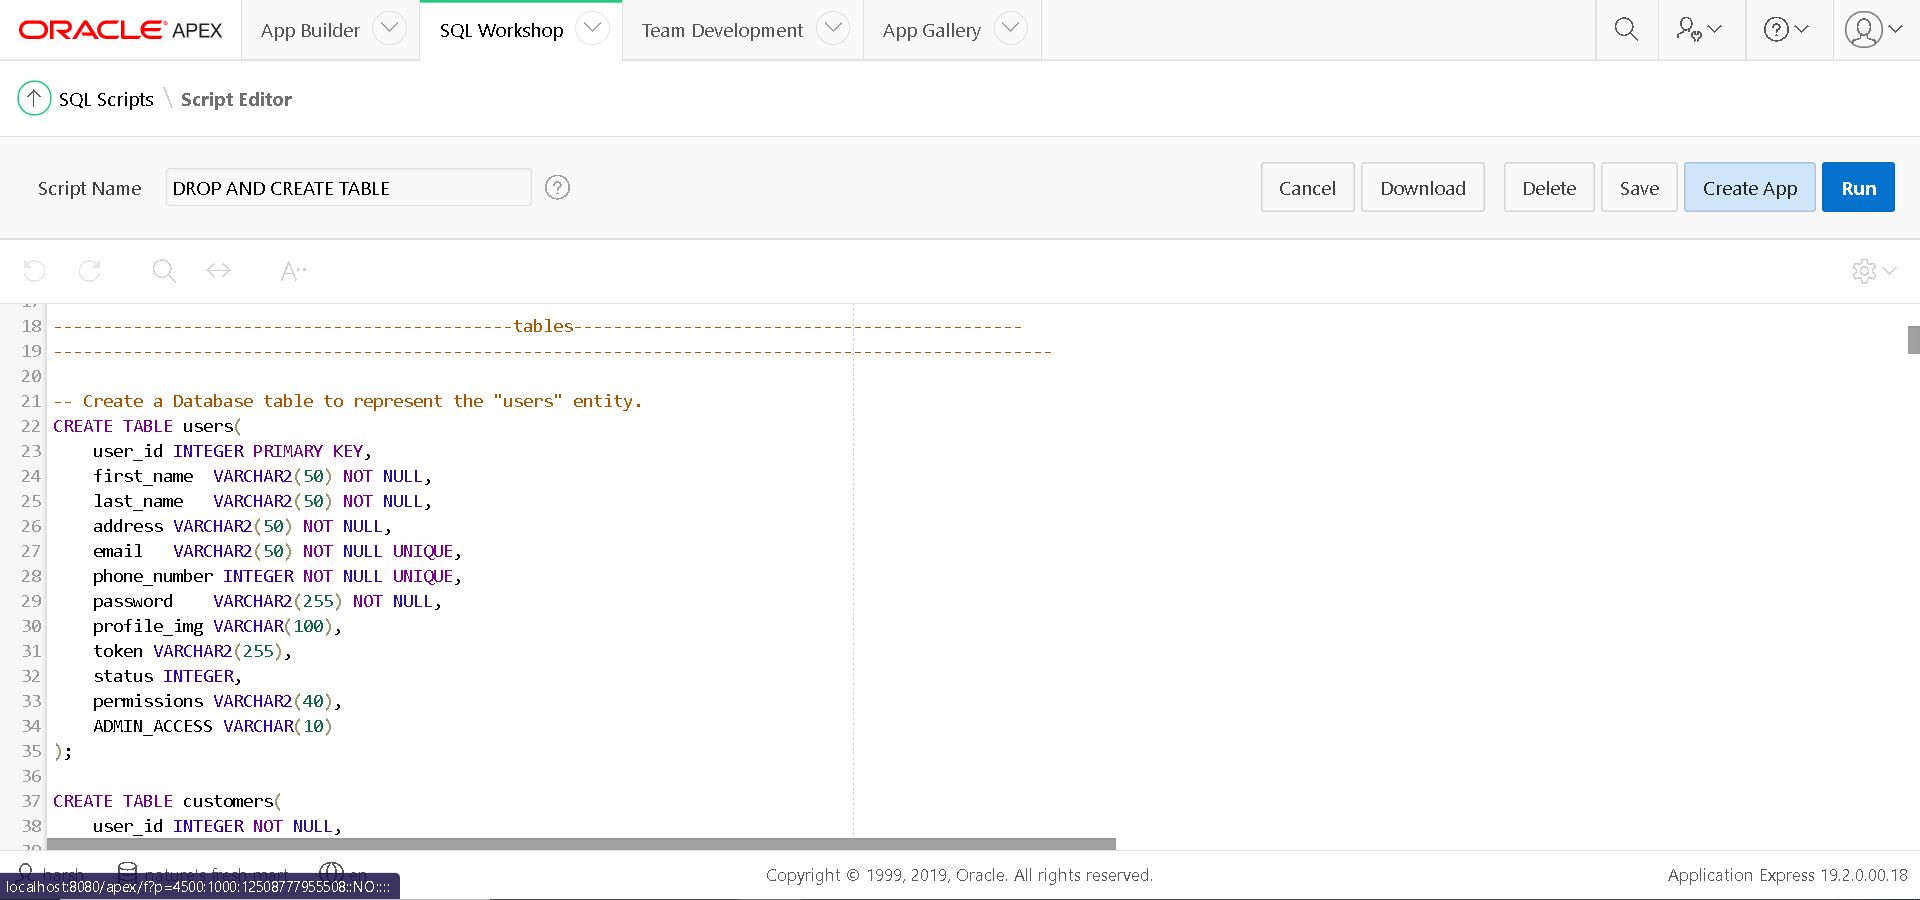 ORACLE APEX App Builder SQL Workshop Team Development App Gallery
SQL Scripts \ Script Editor
Script Name DROP AND CREATE TABLE Cancel Download Delete Save Create App Run
18 ----------------------------------------------tables---------------------------------------------
19 ----------------------------------------------------------------------------------------------------
20
21 -- Create a Database table to represent the "users" entity.
22 CREATE TABLE users(
23 user_id INTEGER PRIMARY KEY,
24 first_name VARCHAR2(50) NOT NULL,
25 last_name VARCHAR2(50) NOT NULL,
26 address VARCHAR2(50) NOT NULL,
27 email VARCHAR2(50) NOT NULL UNIQUE,
28 phone_number INTEGER NOT NULL UNIQUE,
29 password VARCHAR2(255) NOT NULL,
30 profile_img VARCHAR(100),
31 token VARCHAR2(255),
32 status INTEGER,
33 permissions VARCHAR2(40),
34 ADMIN_ACCESS VARCHAR(10)
35 );
36
37 CREATE TABLE customers(
38 user_id INTEGER NOT NULL,
harsh nature's fresh mart en Copyright © 1999, 2019, Oracle. All rights reserved. Application Express 19.2.0.00.18
localhost:8080/apex/f?p=4500:1000:12508777955508::NO::::